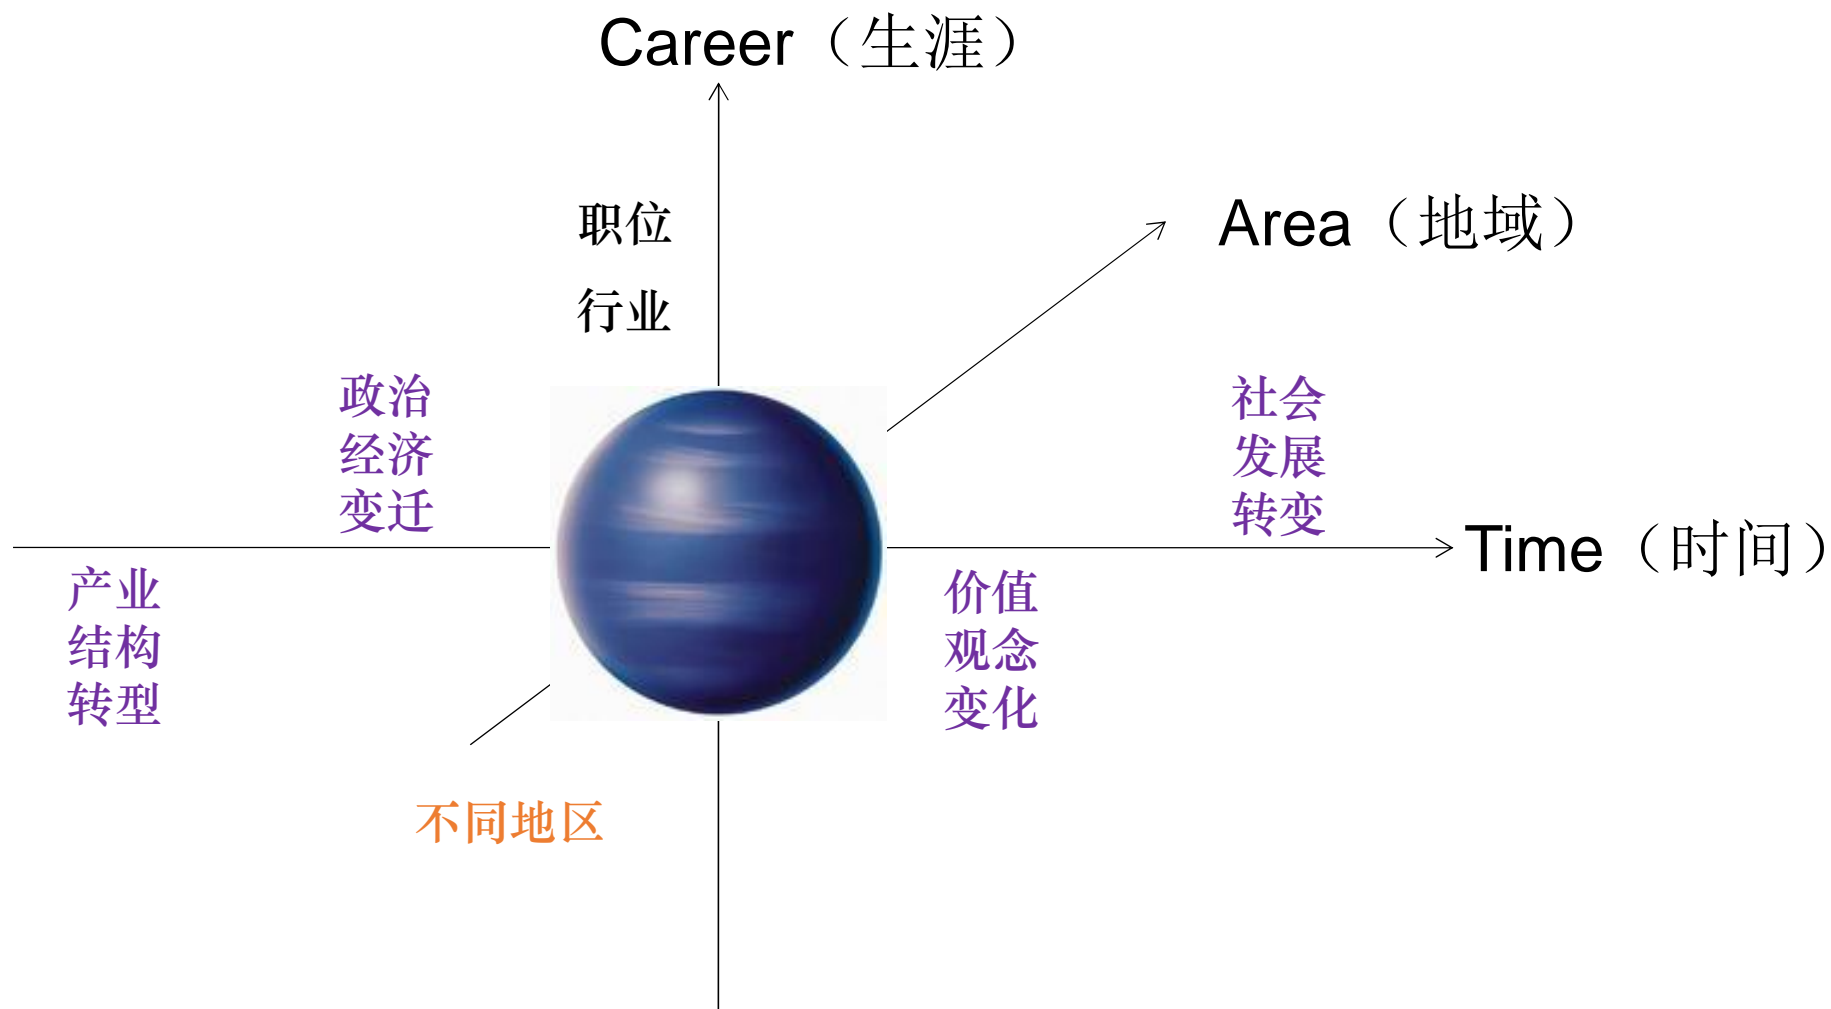 Career（生涯）
职位
行业
Area（地域）
政治
经济
变迁
社会
发展
转变
Time（时间）
产业
结构
转型
价值
观念
变化
不同地区